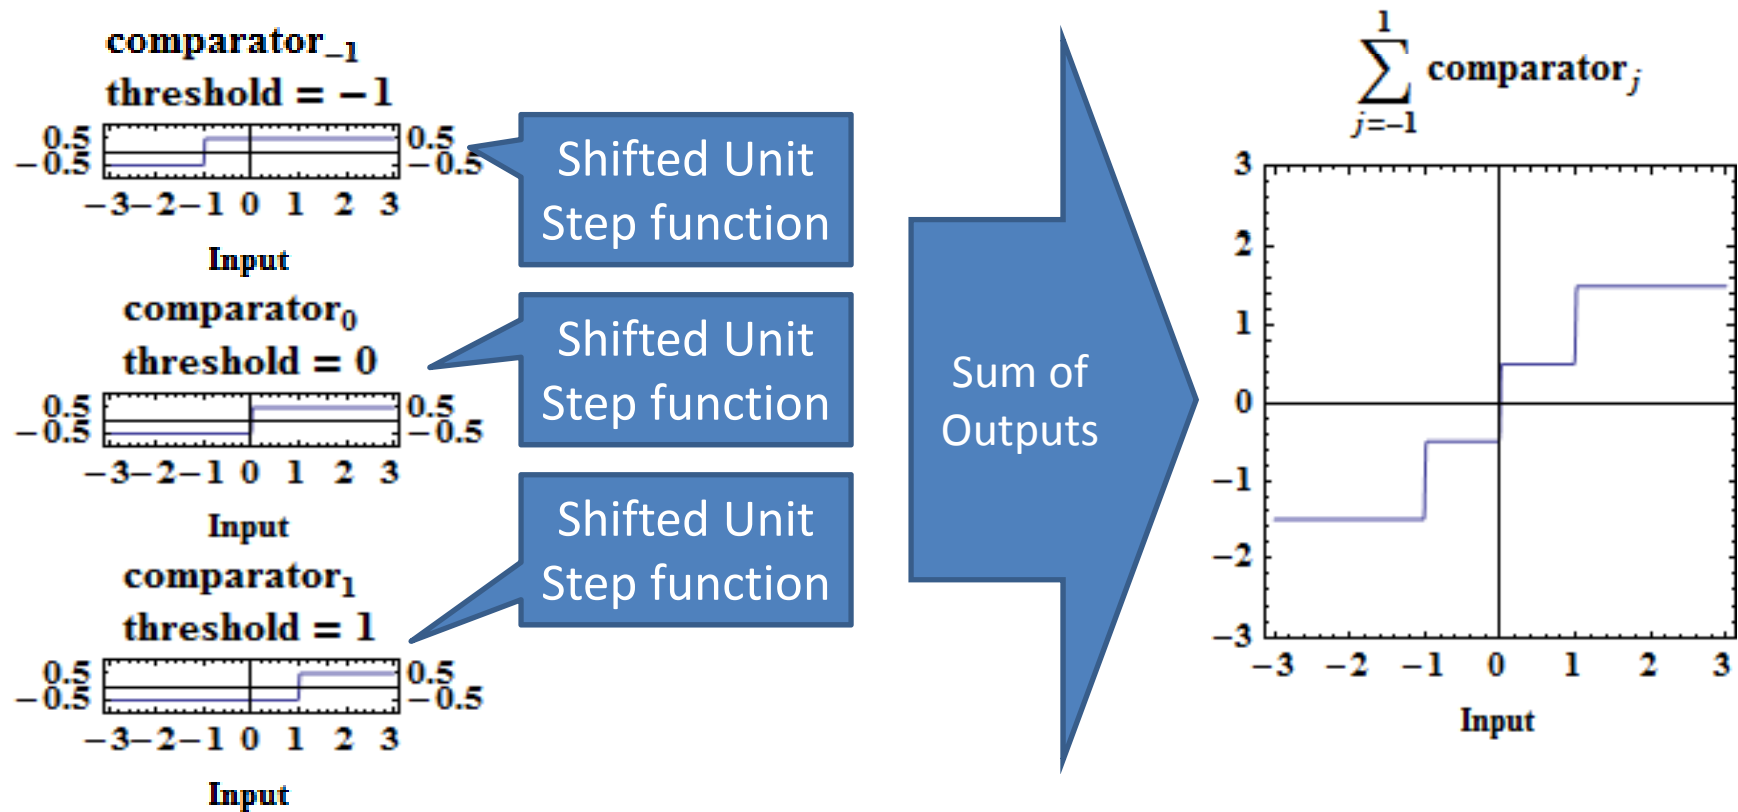 comparator₋₁
threshold = −1
0.5 0.5
−0.5 −0.5
−3 −2 −1 0 1 2 3
Input
Shifted Unit
Step function
comparator₀
threshold = 0
0.5 0.5
−0.5 −0.5
−3 −2 −1 0 1 2 3
Input
Shifted Unit
Step function
comparator₁
threshold = 1
0.5 0.5
−0.5 −0.5
−3 −2 −1 0 1 2 3
Input
Shifted Unit
Step function
Sum of
Outputs
1
∑ comparatorⱼ
j=−1
3
2
1
0
−1
−2
−3
−3 −2 −1 0 1 2 3
Input